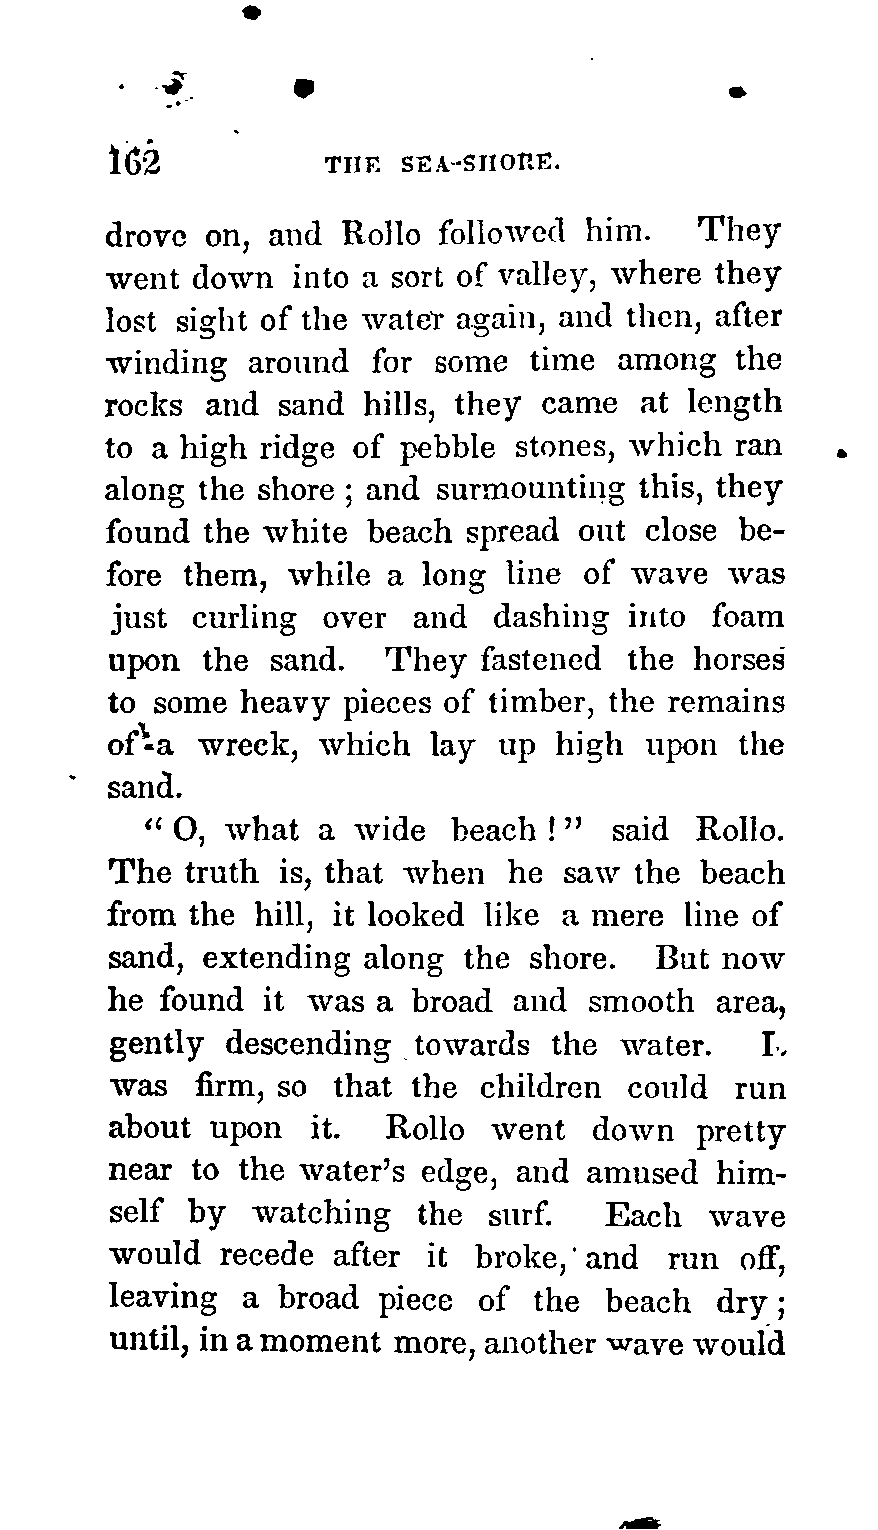 162 THE SEA-SHORE.
drove on, and Rollo followed him. They
went down into a sort of valley, where they
lost sight of the water again, and then, after
winding around for some time among the
rocks and sand hills, they came at length
to a high ridge of pebble stones, which ran
along the shore ; and surmounting this, they
found the white beach spread out close be-
fore them, while a long line of wave was
just curling over and dashing into foam
upon the sand. They fastened the horses
to some heavy pieces of timber, the remains
of a wreck, which lay up high upon the
sand.
“ O, what a wide beach ! ” said Rollo.
The truth is, that when he saw the beach
from the hill, it looked like a mere line of
sand, extending along the shore. But now
he found it was a broad and smooth area,
gently descending towards the water.
was firm, so that the children could run
about upon it. Rollo went down pretty
near to the water’s edge, and amused him-
self by watching the surf. Each wave
would recede after it broke, and run off,
leaving a broad piece of the beach dry ;
until, in a moment more, another wave would